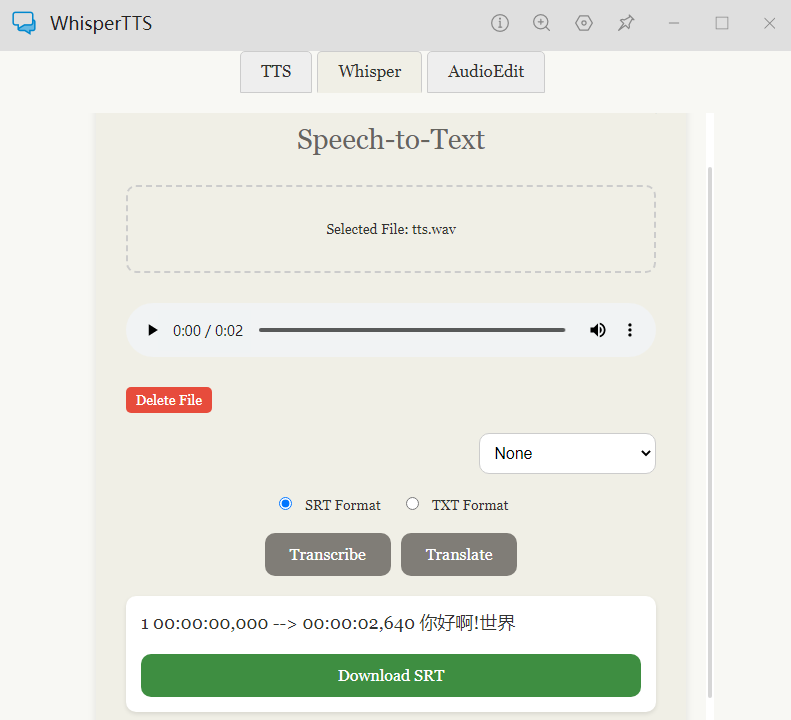 WhisperTTS
TTS Whisper AudioEdit
Speech-to-Text
Selected File: tts.wav
0:00 / 0:02
Delete File
None
SRT Format TXT Format
Transcribe Translate
1 00:00:00,000 --> 00:00:02,640 你好啊!世界
Download SRT